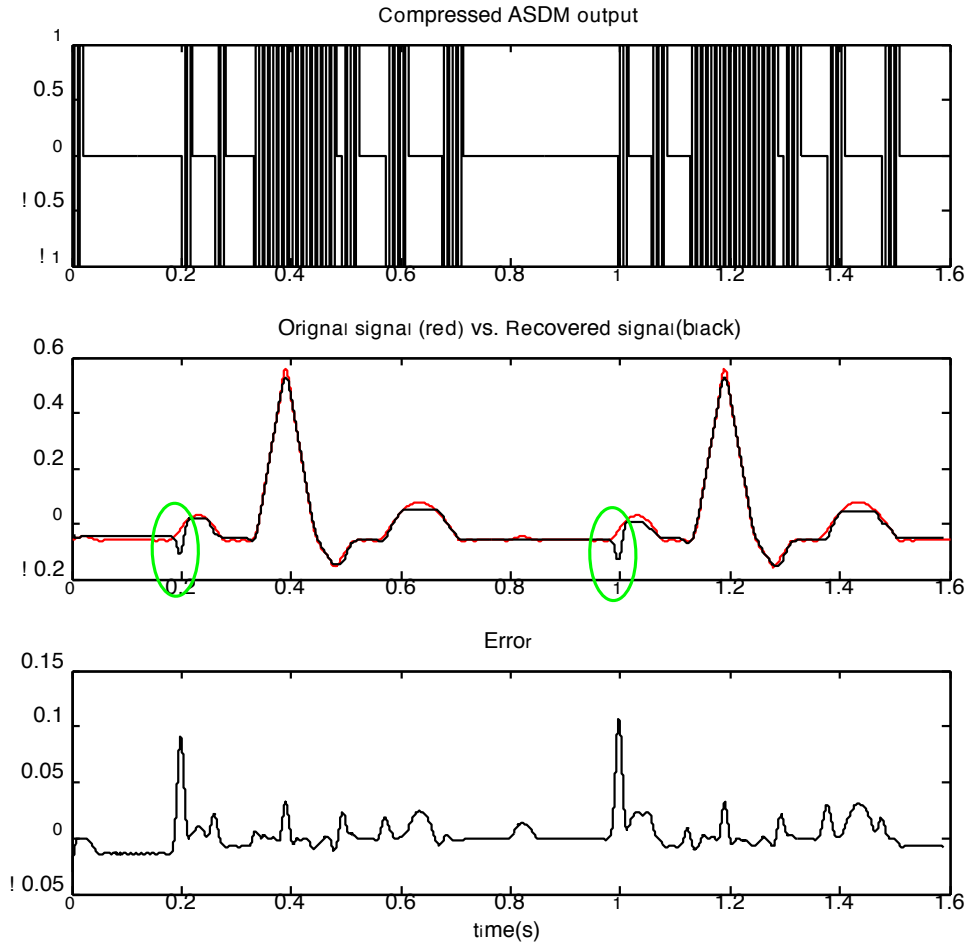 Compressed ASDM output
1
0.5
0
! 0.5
! 1
0 0.2 0.4 0.6 0.8 1 1.2 1.4 1.6
Orignal signal (red) vs. Recovered signal(black)
0.6
0.4
0.2
0
! 0.2
0 0.2 0.4 0.6 0.8 1 1.2 1.4 1.6
Error
0.15
0.1
0.05
0
! 0.05
0 0.2 0.4 0.6 0.8 1 1.2 1.4 1.6
time(s)